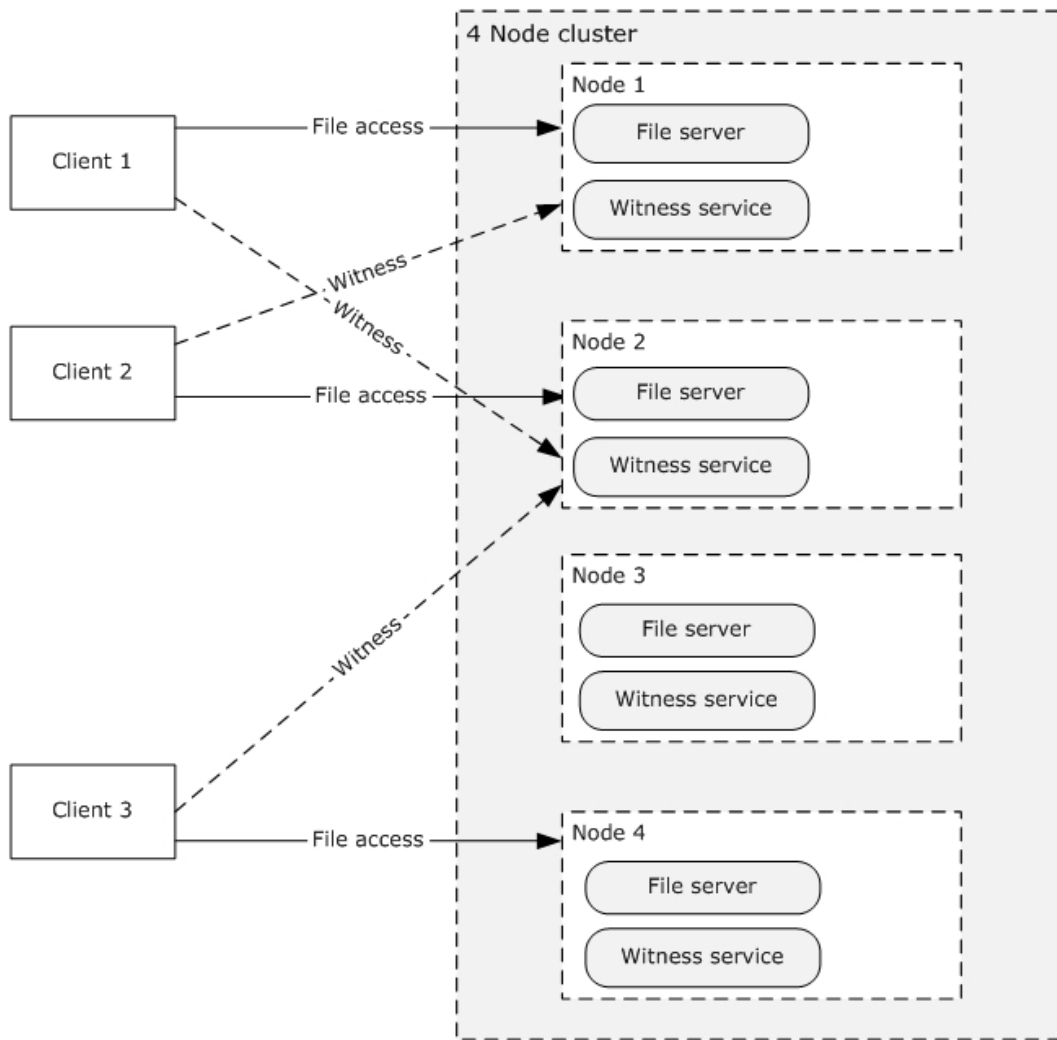 4 Node cluster
Node 1
Client 1
File access
File server
Witness service
Witness
Witness
Node 2
Client 2
File access
File server
Witness service
Node 3
File server
Witness
Witness service
Client 3
File access
Node 4
File server
Witness service